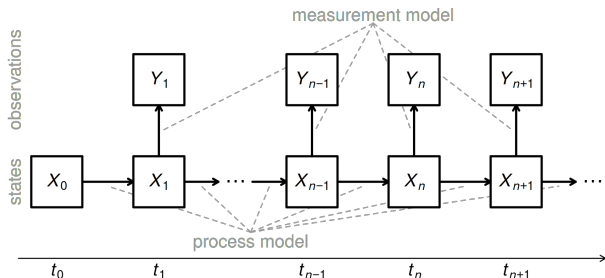 measurement model
observations
Y₁ Yₙ₋₁ Yₙ Yₙ₊₁
states
X₀ X₁ ⋯ Xₙ₋₁ Xₙ Xₙ₊₁ ⋯
process model
t₀ t₁ tₙ₋₁ tₙ tₙ₊₁